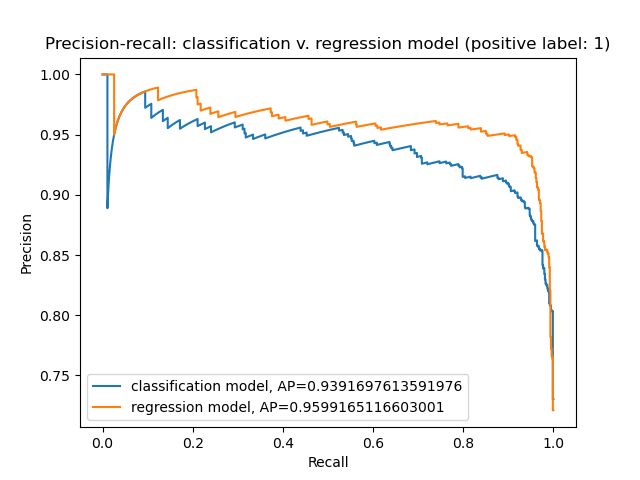 Precision-recall: classification v. regression model (positive label: 1)
1.00
0.95
0.90
0.85
0.80
0.75
Precision
classification model, AP=0.9391697613591976
regression model, AP=0.9599165116603001
0.0 0.2 0.4 0.6 0.8 1.0
Recall